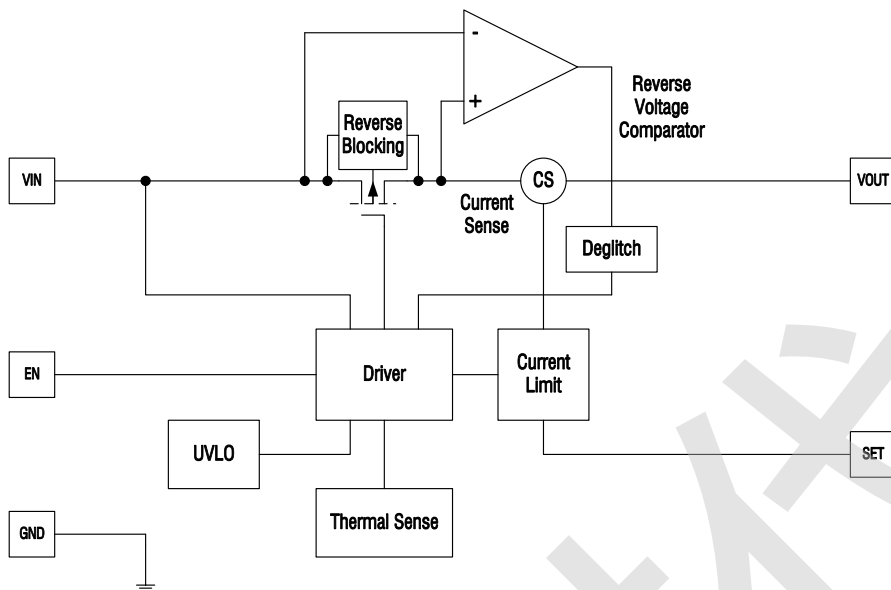 -
+
Reverse
Voltage
Comparator
Reverse
Blocking
VIN
CS
VOUT
Current
Sense
Deglitch
EN
Driver
Current
Limit
UVLO
SET
Thermal Sense
GND